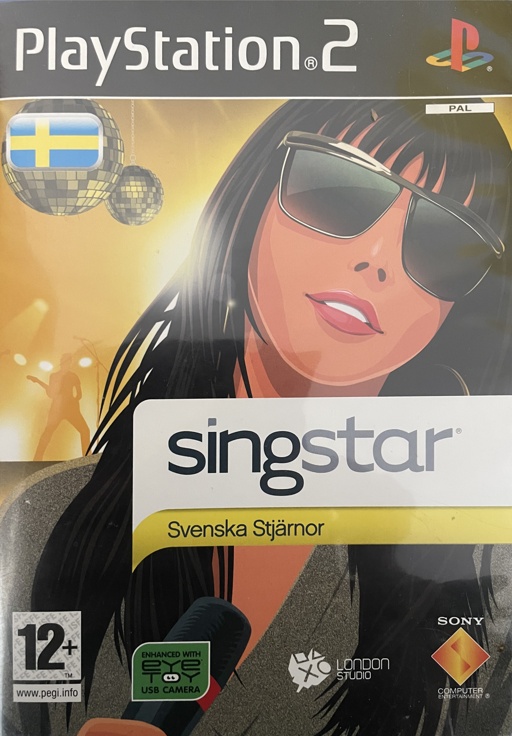 PlayStation®2
PAL
singstar®
Svenska Stjärnor
12+™
www.pegi.info
ENHANCED WITH
EYE
TOY
USB CAMERA
LONDON
STUDIO
SONY
COMPUTER
ENTERTAINMENT®